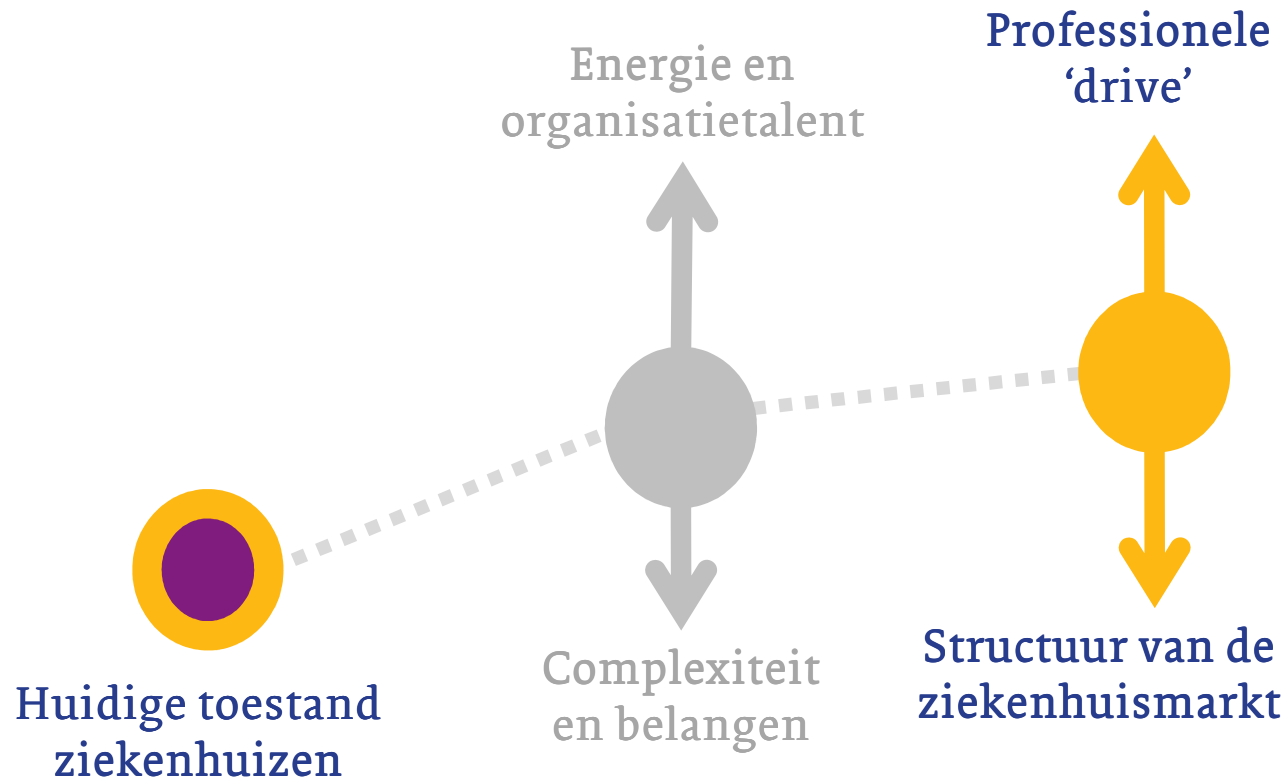 Professionele
‘drive’
Energie en
organisatietalent
Huidige toestand
ziekenhuizen
Complexiteit
en belangen
Structuur van de
ziekenhuismarkt